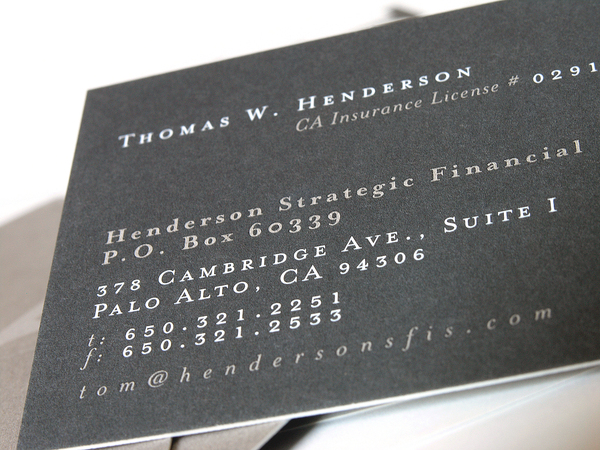 Thomas W. Henderson
CA Insurance License # 0291
Henderson Strategic Financial
P.O. Box 60339
378 Cambridge Ave., Suite I
Palo Alto, CA 94306
t: 650.321.2251
f: 650.321.2533
tom@hendersonsfis.com